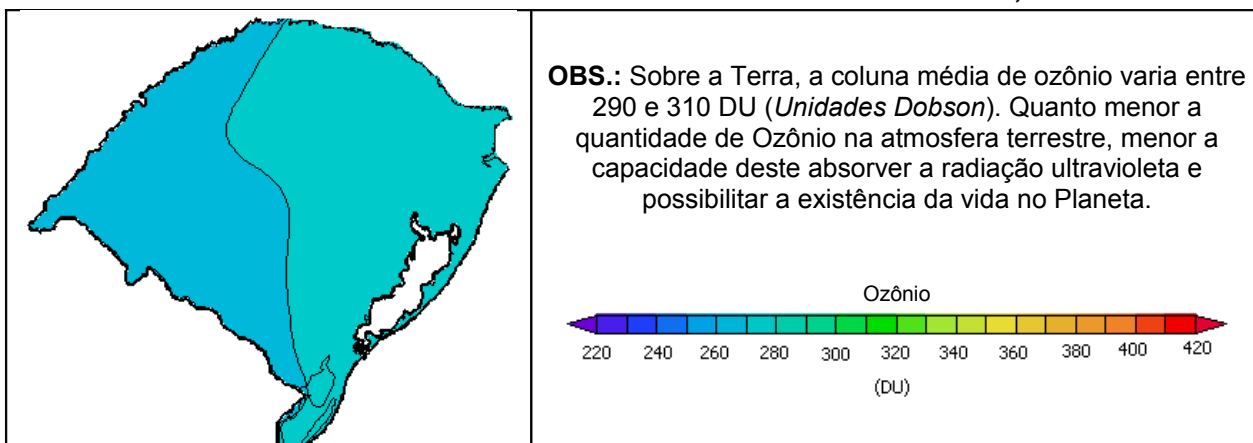 OBS.: Sobre a Terra, a coluna média de ozônio varia entre
290 e 310 DU (Unidades Dobson). Quanto menor a
quantidade de Ozônio na atmosfera terrestre, menor a
capacidade deste absorver a radiação ultravioleta e
possibilitar a existência da vida no Planeta.
Ozônio
220 240 260 280 300 320 340 360 380 400 420
(DU)